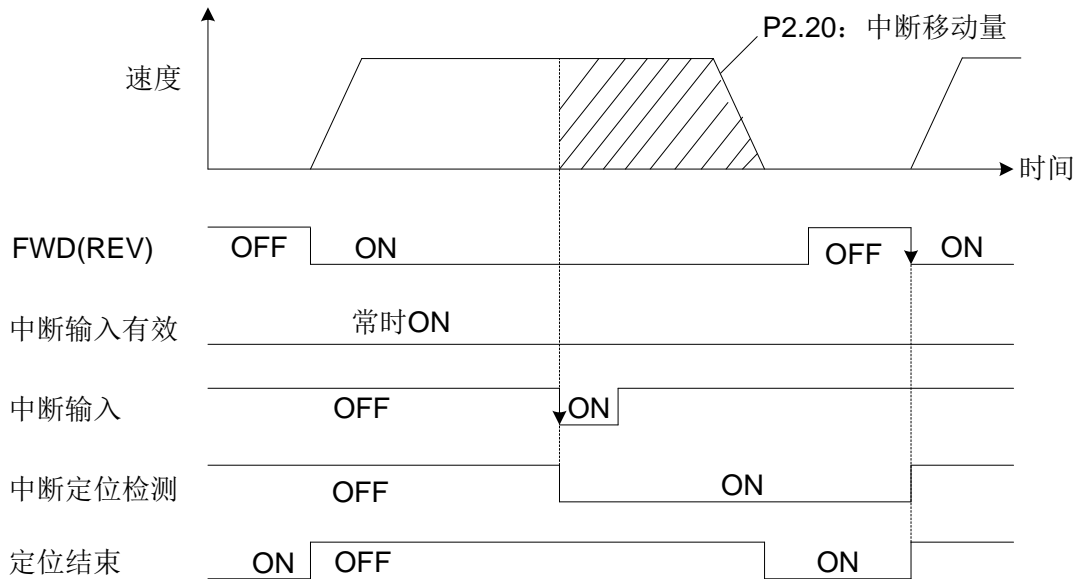 P2.20：中断移动量
速度
时间
FWD(REV) OFF ON OFF ON
中断输入有效 常时ON
中断输入 OFF ON
中断定位检测 OFF ON
定位结束 ON OFF ON